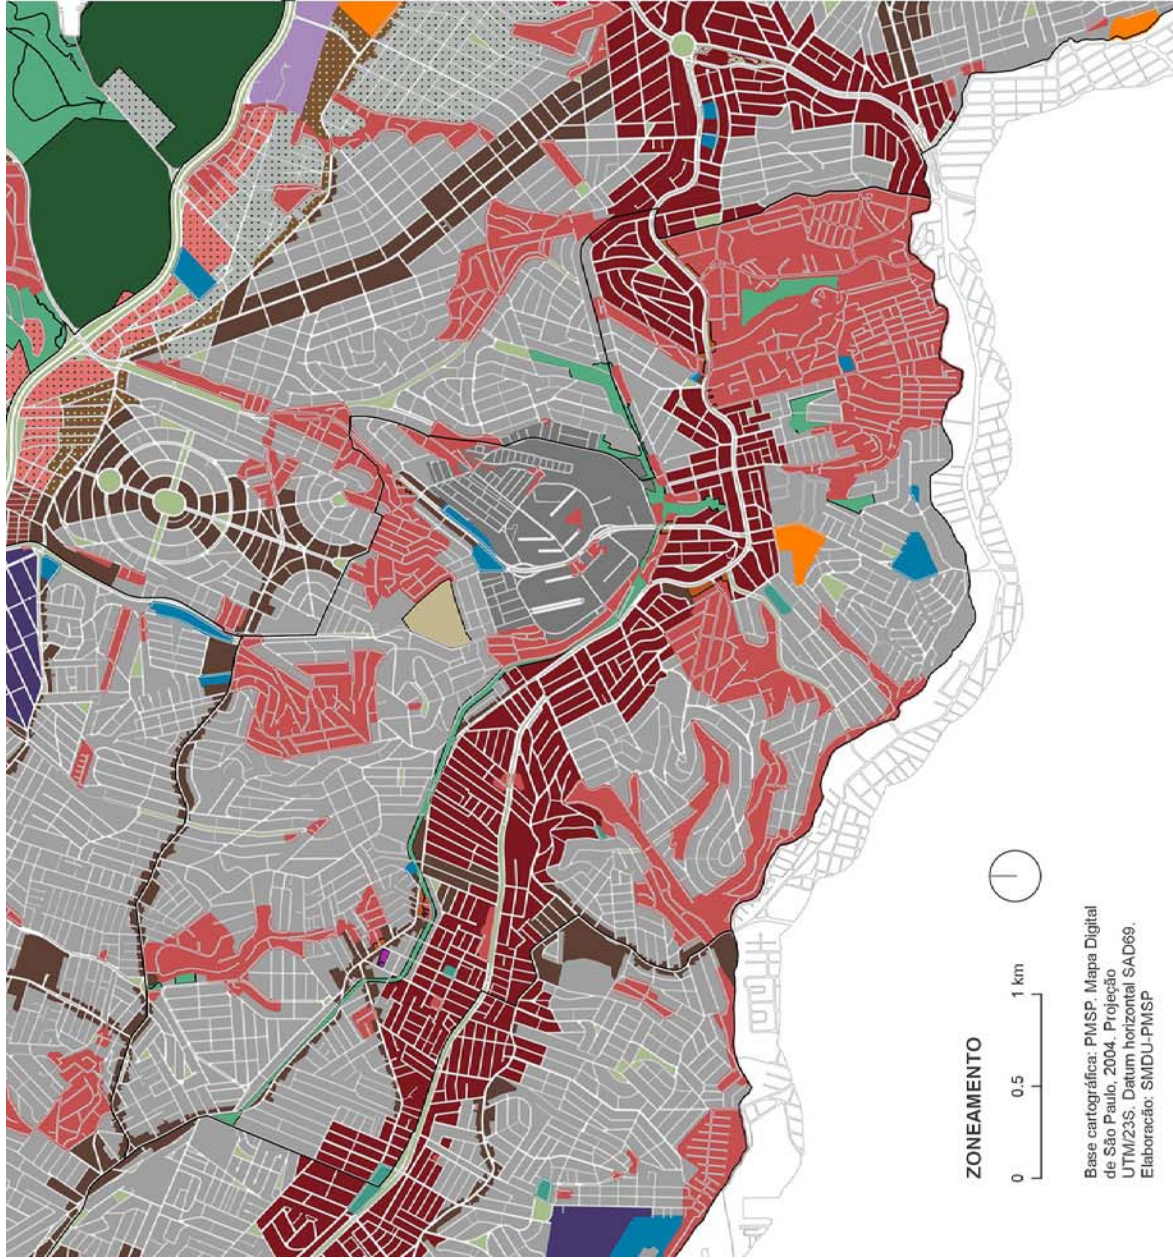 ZONEAMENTO
0 0.5 1 km
Base cartográfica: PMSP. Mapa Digital
de São Paulo, 2004. Projeção
UTM/23S. Datum horizontal SAD69.
Elaboração: SMDU-PMSP